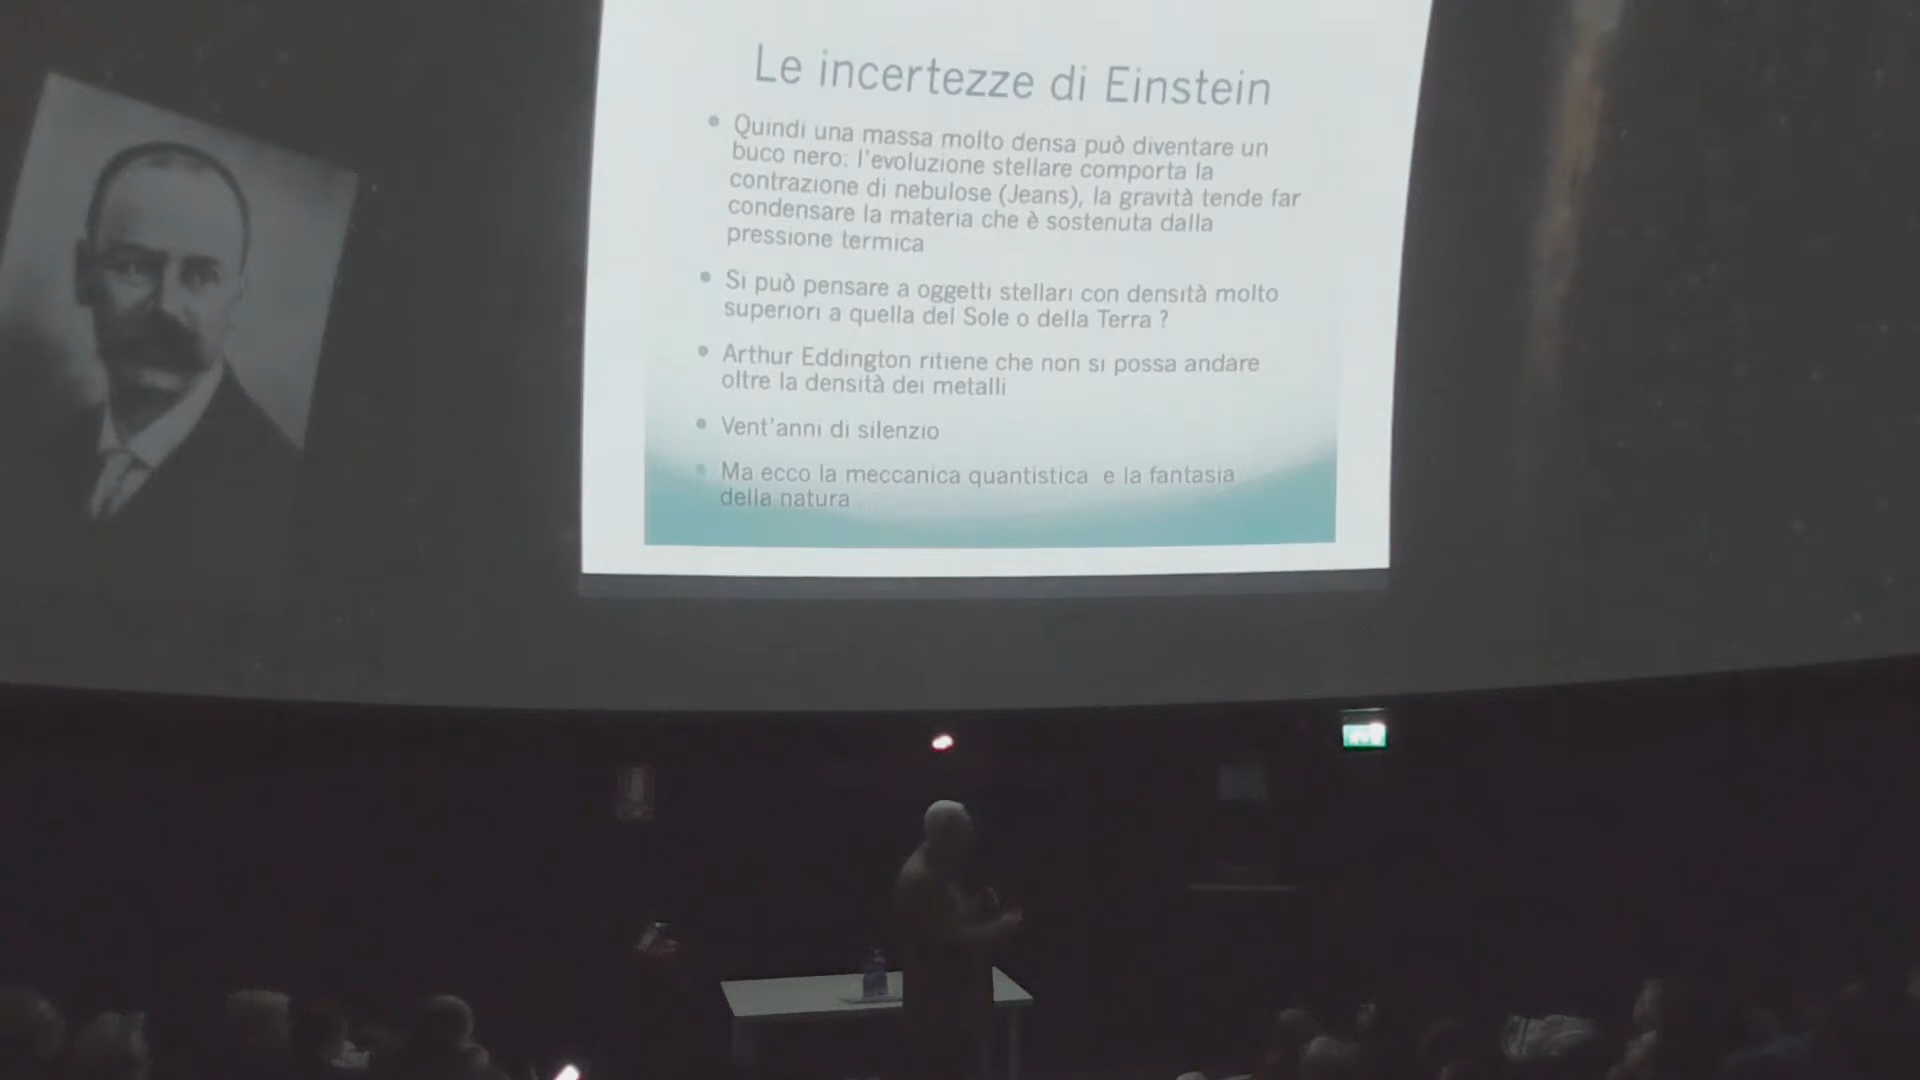 Le incertezze di Einstein
Quindi una massa molto densa può diventare un
buco nero: l'evoluzione stellare comporta la
contrazione di nebulose (Jeans), la gravità tende far
condensare la materia che è sostenuta dalla
pressione termica
Si può pensare a oggetti stellari con densità molto
superiori a quella del Sole o della Terra ?
Arthur Eddington ritiene che non si possa andare
oltre la densità dei metalli
Vent'anni di silenzio
Ma ecco la meccanica quantistica e la fantasia
della natura ...